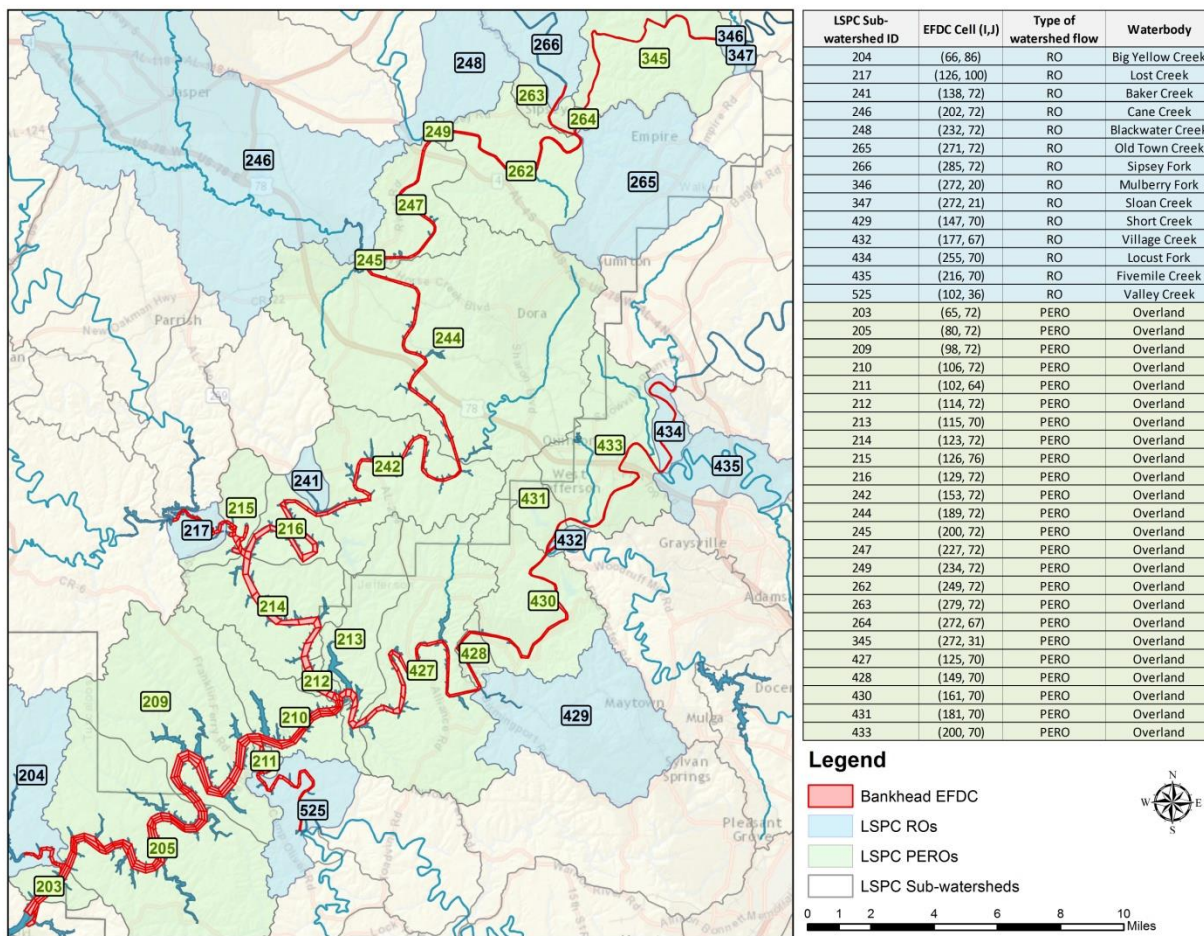 266
346
347
248
345
263
Jasper
264
249
Empire
262
246
265
247
245
Sumiton
Parrish
Dora
244
434
433
435
242
241
431
215
217
216
432
Graysville
430
214
213
428
427
212
429
Maytown
209
210
Mulga
211
Sylvan
Springs
204
525
Pleasant
Grove
205
203
LSPC Sub-watershed ID EFDC Cell (I,J) Type of watershed flow Waterbody
204 (66, 86) RO Big Yellow Creek
217 (126, 100) RO Lost Creek
241 (138, 72) RO Baker Creek
246 (202, 72) RO Cane Creek
248 (232, 72) RO Blackwater Creek
265 (271, 72) RO Old Town Creek
266 (285, 72) RO Sipsey Fork
346 (272, 20) RO Mulberry Fork
347 (272, 21) RO Sloan Creek
429 (147, 70) RO Short Creek
432 (177, 67) RO Village Creek
434 (255, 70) RO Locust Fork
435 (216, 70) RO Fivemile Creek
525 (102, 36) RO Valley Creek
203 (65, 72) PERO Overland
205 (80, 72) PERO Overland
209 (98, 72) PERO Overland
210 (106, 72) PERO Overland
211 (102, 64) PERO Overland
212 (114, 72) PERO Overland
213 (115, 70) PERO Overland
214 (123, 72) PERO Overland
215 (126, 76) PERO Overland
216 (129, 72) PERO Overland
242 (153, 72) PERO Overland
244 (189, 72) PERO Overland
245 (200, 72) PERO Overland
247 (227, 72) PERO Overland
249 (234, 72) PERO Overland
262 (249, 72) PERO Overland
263 (279, 72) PERO Overland
264 (272, 67) PERO Overland
345 (272, 31) PERO Overland
427 (125, 70) PERO Overland
428 (149, 70) PERO Overland
430 (161, 70) PERO Overland
431 (181, 70) PERO Overland
433 (200, 70) PERO Overland
Legend
Bankhead EFDC
LSPC ROs
LSPC PEROs
LSPC Sub-watersheds
N
W E
S
0 1 2 4 6 8 10
Miles